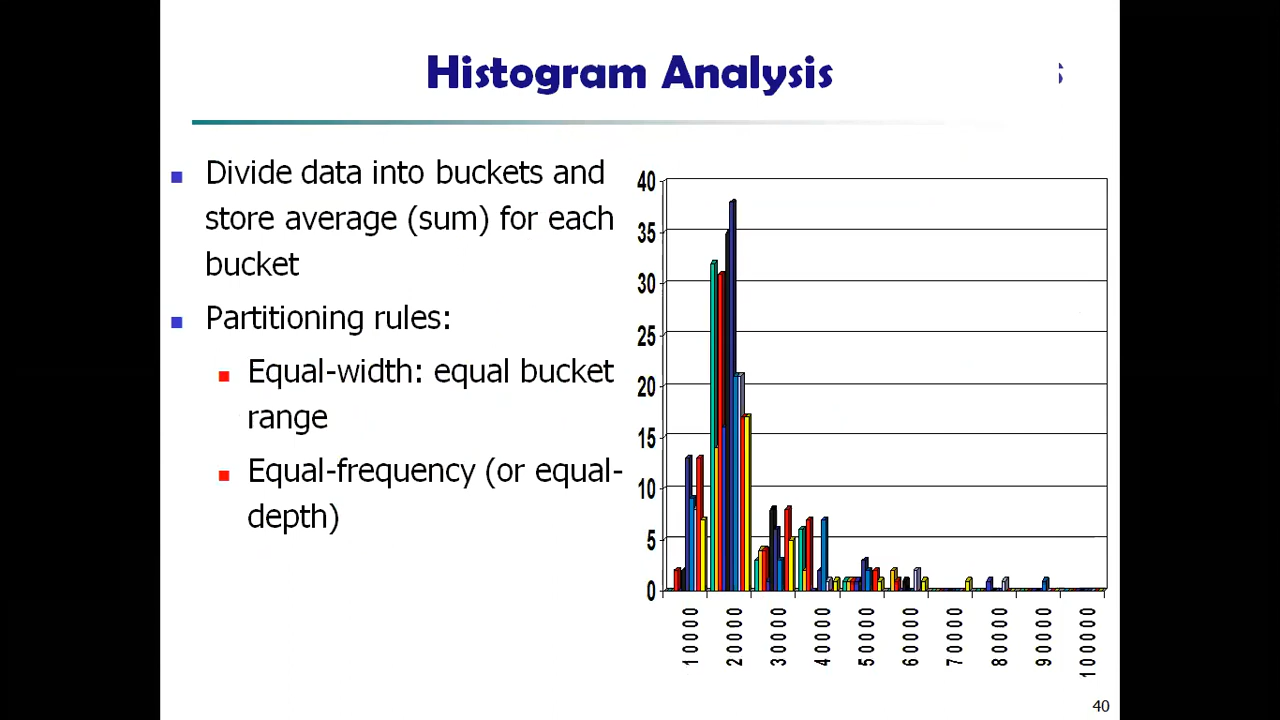 Histogram Analysis
s
Divide data into buckets and
store average (sum) for each
bucket
Partitioning rules:
Equal-width: equal bucket
range
Equal-frequency (or equal-
depth)
40
35
30
25
20
15
10
5
0
10000
20000
30000
40000
50000
60000
70000
80000
90000
100000
40